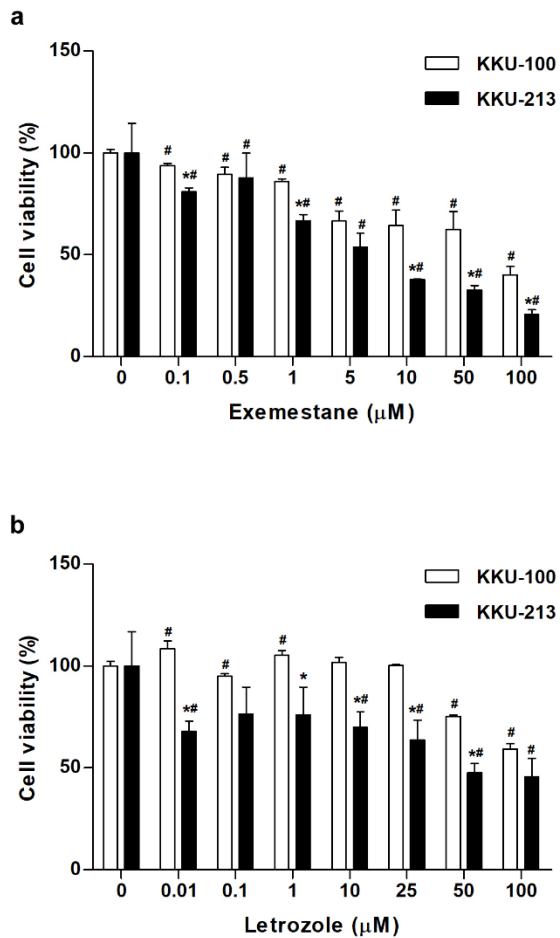 a
150
100
50
0
Cell viability (%)
KKU-100
KKU-213
# *# # # # *# # # # *# # *# # *#
0 0.1 0.5 1 5 10 50 100
Exemestane (μM)
b
150
100
50
0
Cell viability (%)
KKU-100
KKU-213
# *# # # * *# *# # *# # #
0 0.01 0.1 1 10 25 50 100
Letrozole (μM)